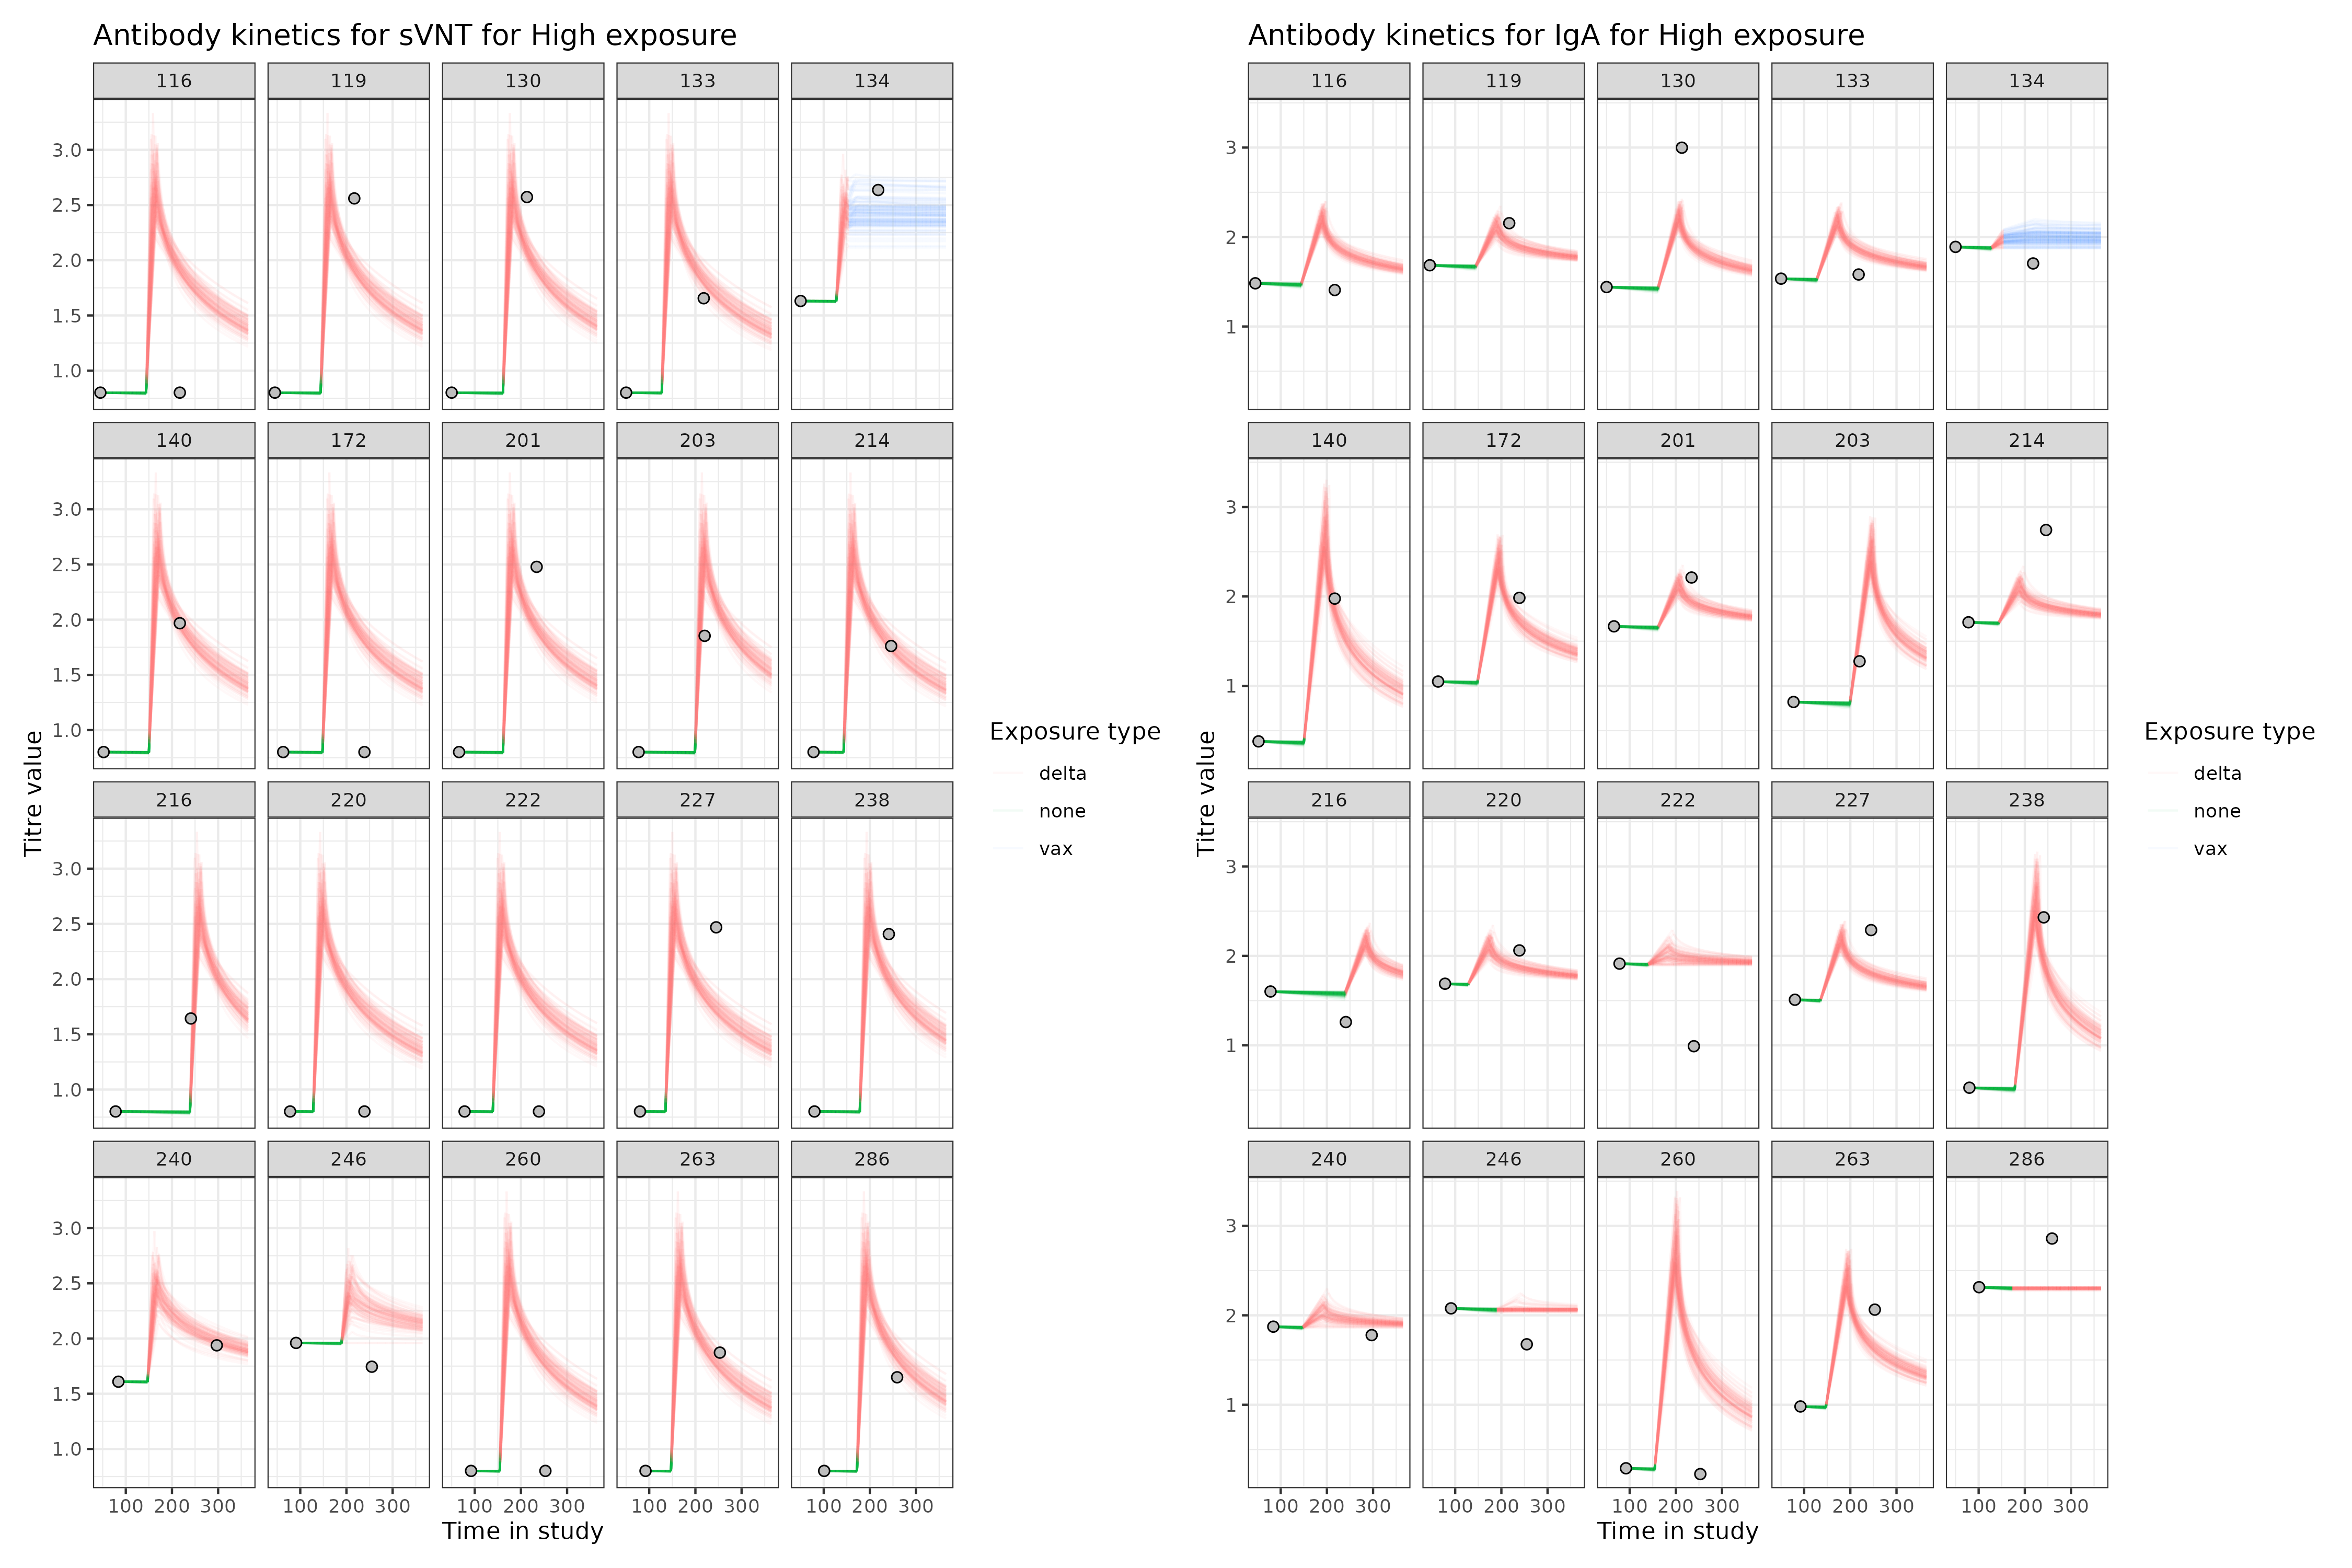 Antibody kinetics for sVNT for High exposure
116 119 130 133 134
3.0
2.5
2.0
1.5
1.0
140 172 201 203 214
3.0
2.5
2.0
1.5
1.0
216 220 222 227 238
3.0
2.5
2.0
1.5
1.0
240 246 260 263 286
3.0
2.5
2.0
1.5
1.0
100 200 300 100 200 300 100 200 300 100 200 300 100 200 300
Time in study
Titre value
Exposure type
delta
none
vax
Antibody kinetics for IgA for High exposure
116 119 130 133 134
3
2
1
140 172 201 203 214
3
2
1
216 220 222 227 238
3
2
1
240 246 260 263 286
3
2
1
100 200 300 100 200 300 100 200 300 100 200 300 100 200 300
Time in study
Titre value
Exposure type
delta
none
vax